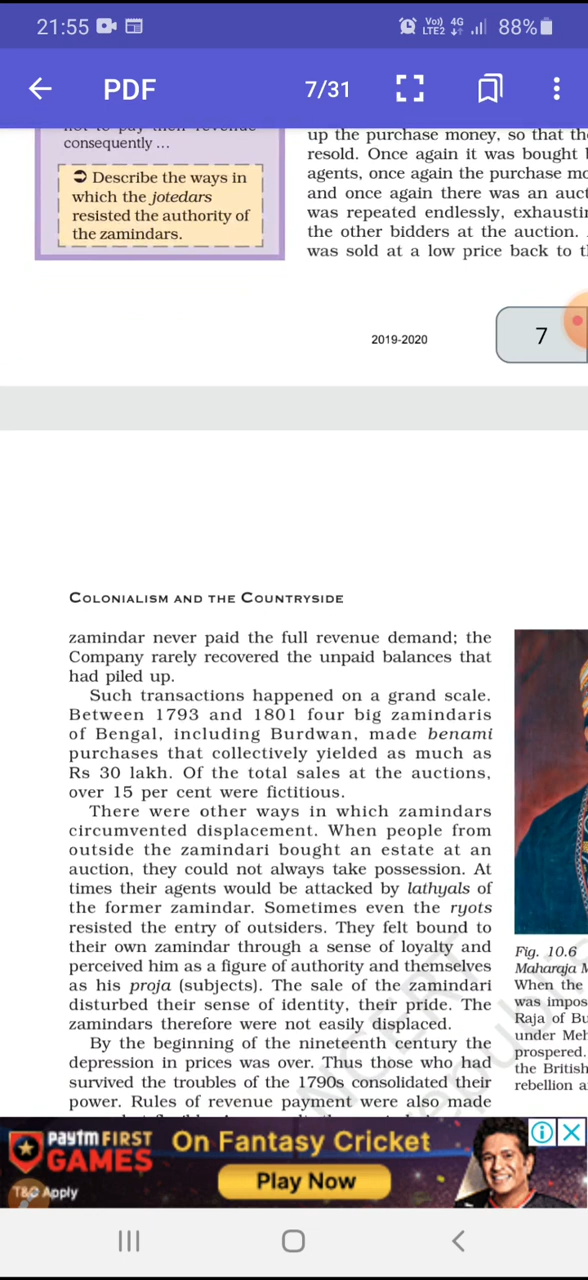 21:55
Vo)) 4G
LTE2
88%
PDF
7/31
not to pay their revenue
consequently ...
Describe the ways in
which the jotedars
resisted the authority of
the zamindars.
up the purchase money, so that th
resold. Once again it was bought
agents, once again the purchase mo
and once again there was an auct
was repeated endlessly, exhaustin
the other bidders at the auction.
was sold at a low price back to t
2019-2020
7
COLONIALISM AND THE COUNTRYSIDE
zamindar never paid the full revenue demand; the
Company rarely recovered the unpaid balances that
had piled up.
Such transactions happened on a grand scale.
Between 1793 and 1801 four big zamindaris
of Bengal, including Burdwan, made benami
purchases that collectively yielded as much as
Rs 30 lakh. Of the total sales at the auctions,
over 15 per cent were fictitious.
There were other ways in which zamindars
circumvented displacement. When people from
outside the zamindari bought an estate at an
auction, they could not always take possession. At
times their agents would be attacked by lathyals of
the former zamindar. Sometimes even the ryots
resisted the entry of outsiders. They felt bound to
their own zamindar through a sense of loyalty and
perceived him as a figure of authority and themselves
as his proja (subjects). The sale of the zamindari
disturbed their sense of identity, their pride. The
zamindars therefore were not easily displaced.
By the beginning of the nineteenth century the
depression in prices was over. Thus those who had
survived the troubles of the 1790s consolidated their
power. Rules of revenue payment were also made
Fig. 10.6
Maharaja M
When the
was impos
Raja of Bu
under Meh
prospered.
the British
rebellion a
NCERT
paytm FIRST
GAMES
T&C Apply
On Fantasy Cricket
Play Now